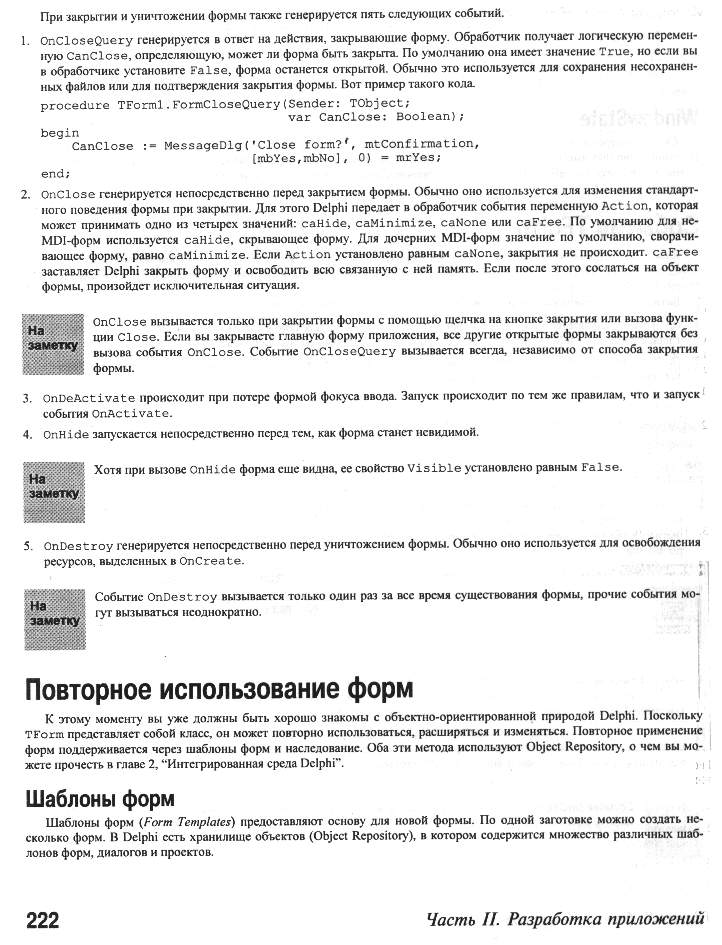 При закрытии и уничтожении формы также генерируется пять следующих событий.
1. OnCloseQuery генерируется в ответ на действия, закрывающие форму. Обработчик получает логическую перемен-
ную CanClose, определяющую, может ли форма быть закрыта. По умолчанию она имеет значение True, но если вы
в обработчике установите False, форма останется открытой. Обычно это используется для сохранения несохранен-
ных файлов или для подтверждения закрытия формы. Вот пример такого кода.
procedure TForm1.FormCloseQuery(Sender: TObject;
var CanClose: Boolean);
begin
CanClose := MessageDlg('Close form?', mtConfirmation,
[mbYes,mbNo], 0) = mrYes;
end;
2. OnClose генерируется непосредственно перед закрытием формы. Обычно оно используется для изменения стандарт-
ного поведения формы при закрытии. Для этого Delphi передает в обработчик события переменную Action, которая
может принимать одно из четырех значений: caHide, caMinimize, caNone или caFree. По умолчанию для не-
MDI-форм используется caHide, скрывающее форму. Для дочерних MDI-форм значение по умолчанию, сворачи-
вающее форму, равно caMinimize. Если Action установлено равным caNone, закрытия не происходит. caFree
заставляет Delphi закрыть форму и освободить всю связанную с ней память. Если после этого сослаться на объект
формы, произойдет исключительная ситуация.
На
заметку
OnClose вызывается только при закрытии формы с помощью щелчка на кнопке закрытия или вызова функ-
ции Close. Если вы закрываете главную форму приложения, все другие открытые формы закрываются без
вызова события OnClose. Событие OnCloseQuery вызывается всегда, независимо от способа закрытия
формы.
3. OnDeActivate происходит при потере формой фокуса ввода. Запуск происходит по тем же правилам, что и запуск
события OnActivate.
4. OnHide запускается непосредственно перед тем, как форма станет невидимой.
На
заметку
Хотя при вызове OnHide форма еще видна, ее свойство Visible установлено равным False.
5. OnDestroy генерируется непосредственно перед уничтожением формы. Обычно оно используется для освобождения
ресурсов, выделенных в OnCreate.
На
заметку
Событие OnDestroy вызывается только один раз за все время существования формы, прочие события мо-
гут вызываться неоднократно.
Повторное использование форм
К этому моменту вы уже должны быть хорошо знакомы с объектно-ориентированной природой Delphi. Поскольку
TForm представляет собой класс, он может повторно использоваться, расширяться и изменяться. Повторное применение
форм поддерживается через шаблоны форм и наследование. Оба эти метода используют Object Repository, о чем вы мо-
жете прочесть в главе 2, "Интегрированная среда Delphi".
Шаблоны форм
Шаблоны форм (Form Templates) предоставляют основу для новой формы. По одной заготовке можно создать не-
сколько форм. В Delphi есть хранилище объектов (Object Repository), в котором содержится множество различных шаб-
лонов форм, диалогов и проектов.
222
Часть II. Разработка приложений